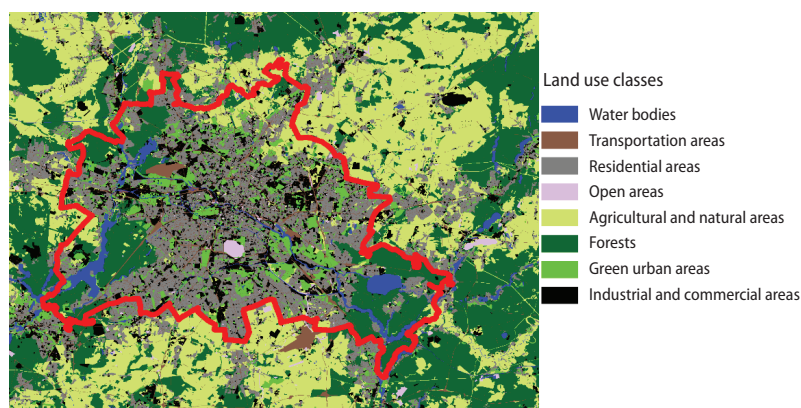 Land use classes
Water bodies
Transportation areas
Residential areas
Open areas
Agricultural and natural areas
Forests
Green urban areas
Industrial and commercial areas